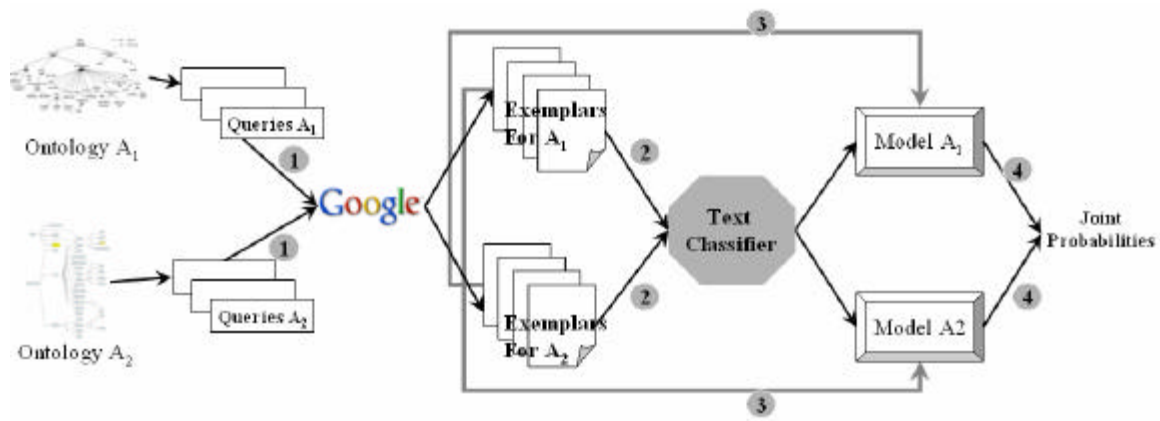 3
Exemplars
For A1
Queries A1
Ontology A1
1
2
Model A1
4
Google
Text
Classifier
Joint
Probabilities
1
2
4
Queries A2
Exemplars
For A2
Model A2
Ontology A2
3